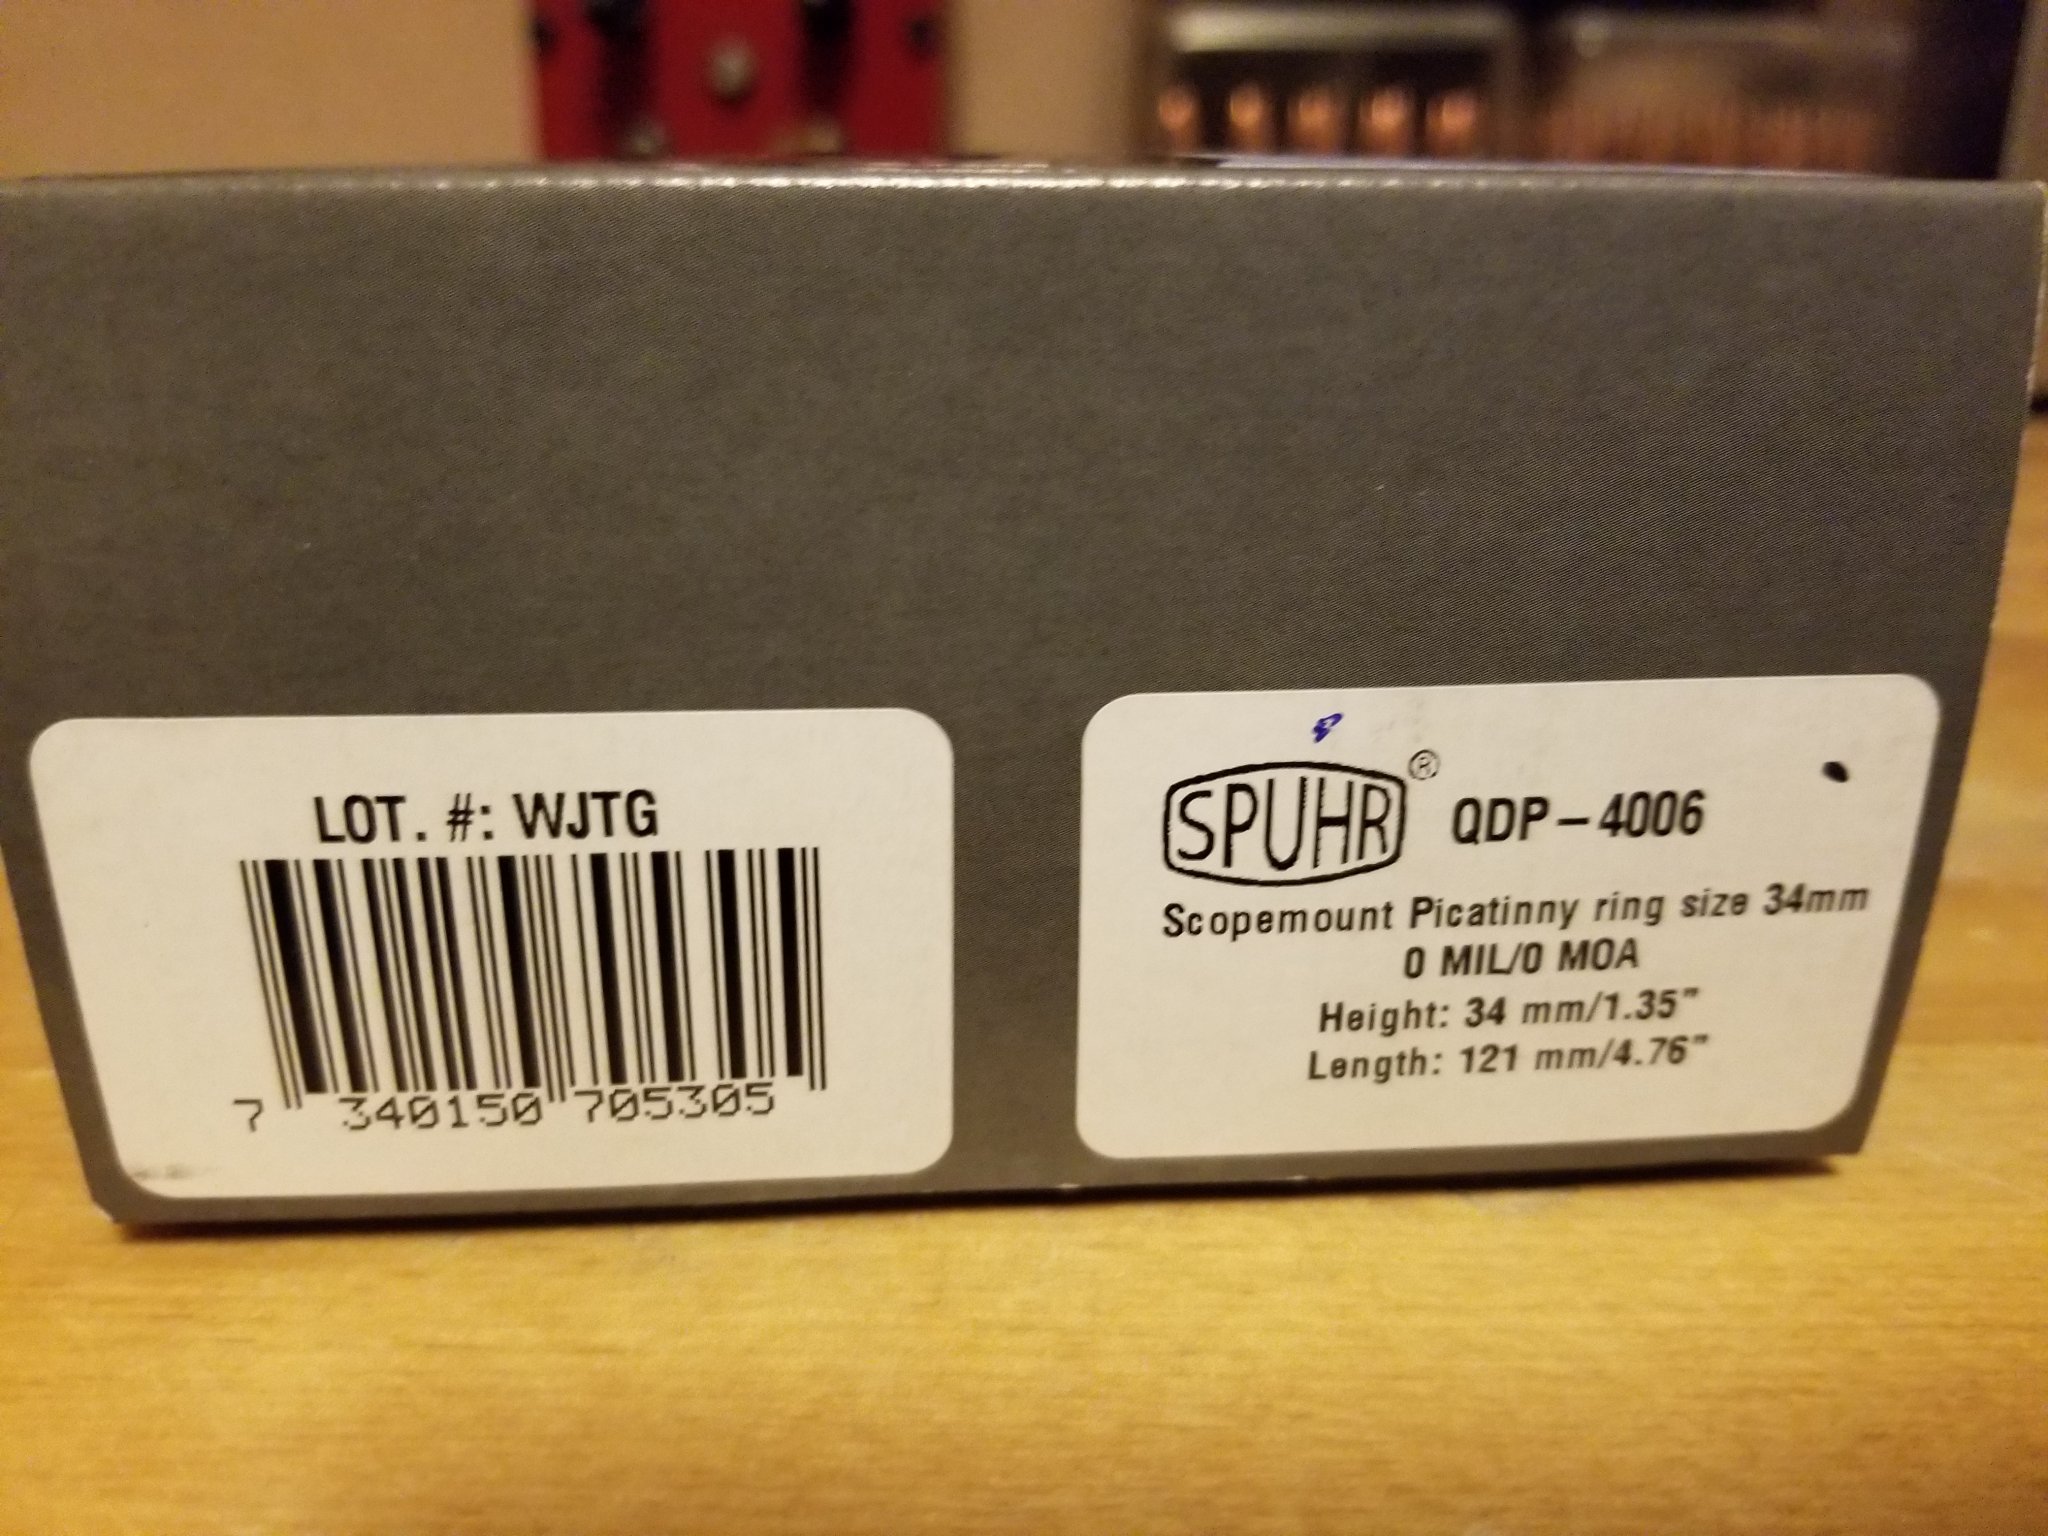 LOT. #: WJTG
7 340150 705305
SPUHR® QDP-4006
Scopemount Picatinny ring size 34mm
0 MIL/0 MOA
Height: 34 mm/1.35"
Length: 121 mm/4.76"